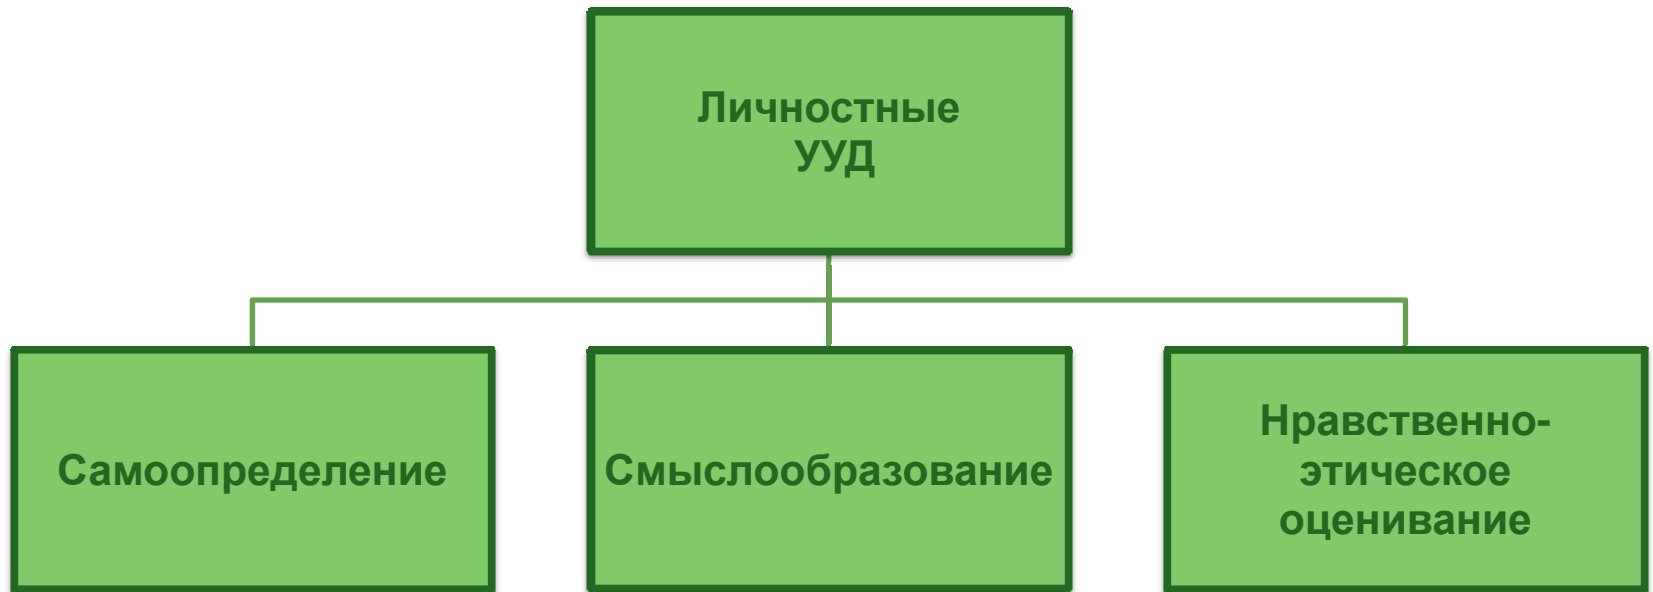 Личностные
УУД
Самоопределение
Смыслообразование
Нравственно-
этическое
оценивание